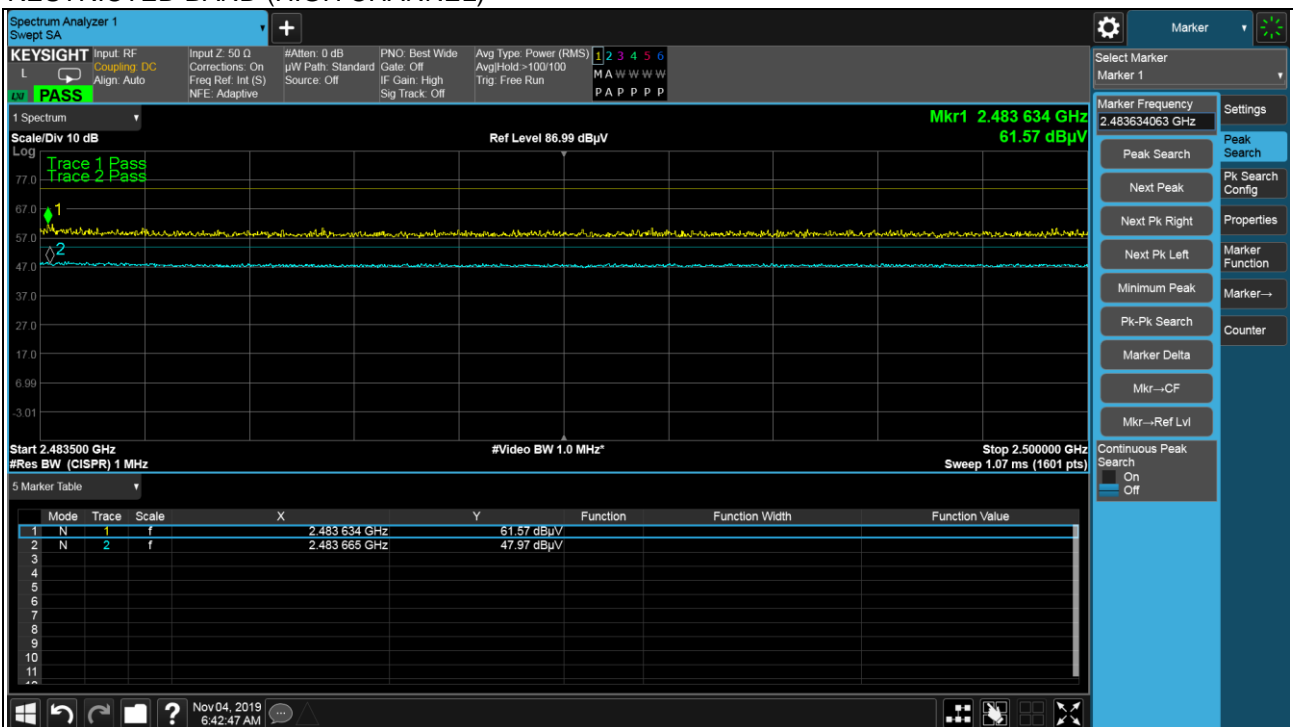 RESTRICTED BAND (HIGH CHANNEL)
Spectrum Analyzer 1
Swept SA
+
Marker
KEYSIGHT
L
PASS
Input: RF
Coupling: DC
Align: Auto
Input Z: 50 Ω
Corrections: On
Freq Ref: Int (S)
NFE: Adaptive
#Atten: 0 dB
µW Path: Standard
Source: Off
PNO: Best Wide
Gate: Off
IF Gain: High
Sig Track: Off
Avg Type: Power (RMS)
Avg|Hold:>100/100
Trig: Free Run
1 2 3 4 5 6
M A W W W W
P A P P P P
Select Marker
Marker 1
1 Spectrum
Scale/Div 10 dB
Ref Level 86.99 dBµV
Mkr1 2.483 634 GHz
61.57 dBµV
Log
Trace 1 Pass
Trace 2 Pass
77.0
67.0
57.0
47.0
37.0
27.0
17.0
6.99
-3.01
1
2
Start 2.483500 GHz
#Res BW (CISPR) 1 MHz
#Video BW 1.0 MHz*
Stop 2.500000 GHz
Sweep 1.07 ms (1601 pts)
Marker Frequency
2.483634063 GHz
Peak Search
Next Peak
Next Pk Right
Next Pk Left
Minimum Peak
Pk-Pk Search
Marker Delta
Mkr→CF
Mkr→Ref Lvl
Continuous Peak
Search
On
Off
Settings
Peak
Search
Pk Search
Config
Properties
Marker
Function
Marker→
Counter
5 Marker Table
Mode Trace Scale X Y Function Function Width Function Value
1 N 1 f 2.483 634 GHz 61.57 dBµV
2 N 2 f 2.483 665 GHz 47.97 dBµV
3
4
5
6
7
8
9
10
11
?
Nov 04, 2019
6:42:47 AM